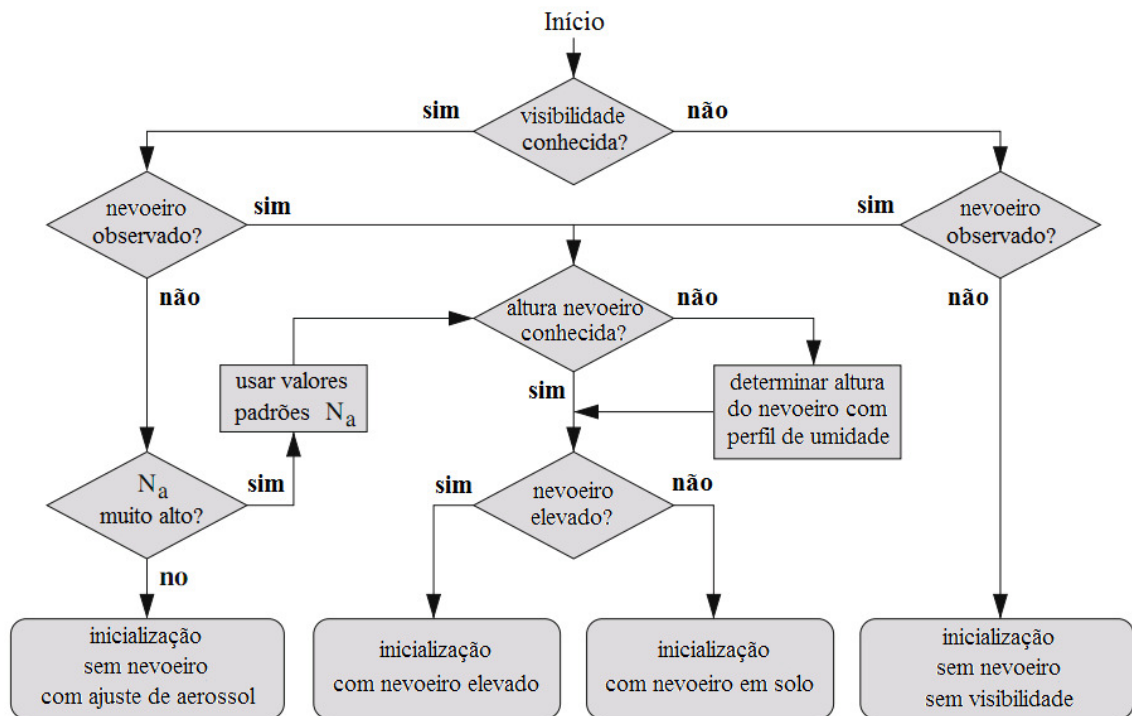 Início
visibilidade
conhecida?
sim
não
nevoeiro
observado?
sim
sim
nevoeiro
observado?
não
não
altura nevoeiro
conhecida?
não
usar valores
padrões Nₐ
sim
determinar altura
do nevoeiro com
perfil de umidade
Nₐ
muito alto?
sim
sim
nevoeiro
elevado?
não
no
inicialização
sem nevoeiro
com ajuste de aerossol
inicialização
com nevoeiro elevado
inicialização
com nevoeiro em solo
inicialização
sem nevoeiro
sem visibilidade